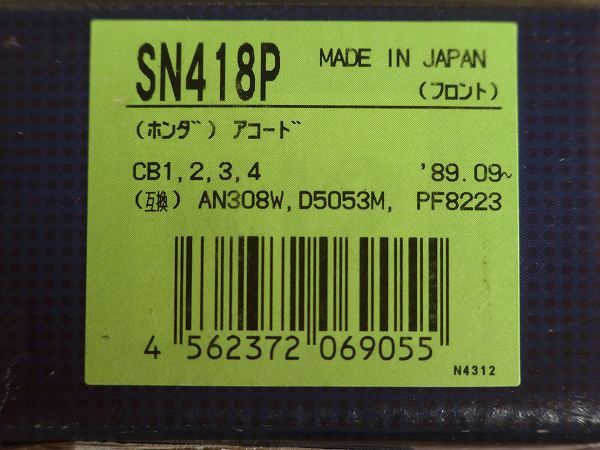 SN418P MADE IN JAPAN
(フロント)
(ホンダ) アコード
CB1,2,3,4 '89.09~
(互換) AN308W,D5053M, PF8223
4 562372 069055
N4312